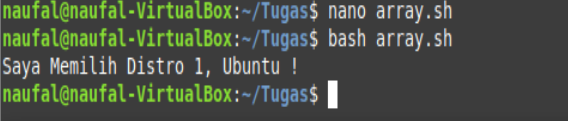 naufal@naufal-VirtualBox:~/Tugas$ nano array.sh
naufal@naufal-VirtualBox:~/Tugas$ bash array.sh
Saya Memilih Distro 1, Ubuntu !
naufal@naufal-VirtualBox:~/Tugas$